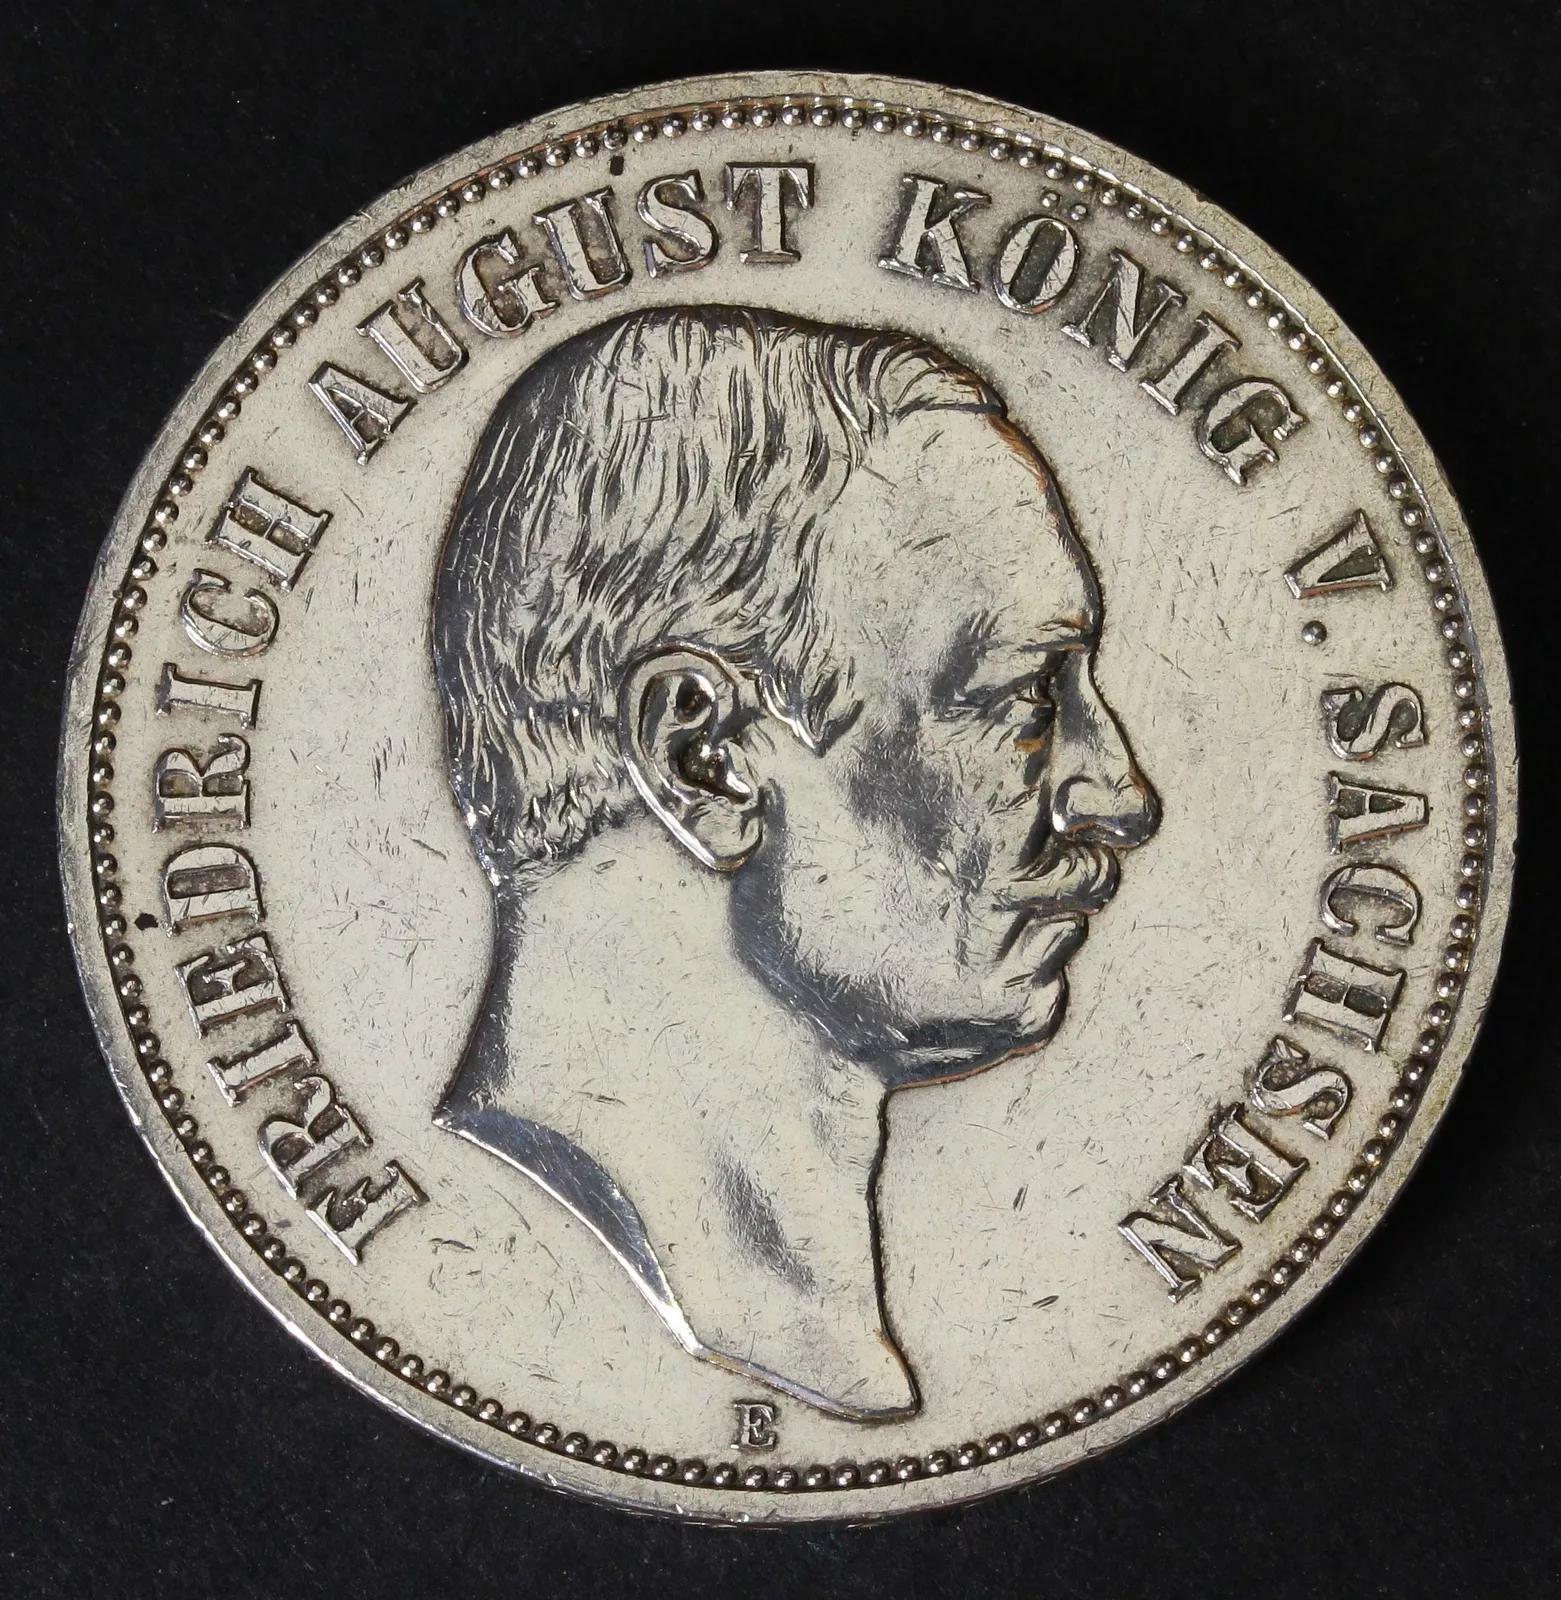 FRIEDRICH AUGUST KÖNIG V. SACHSEN
E